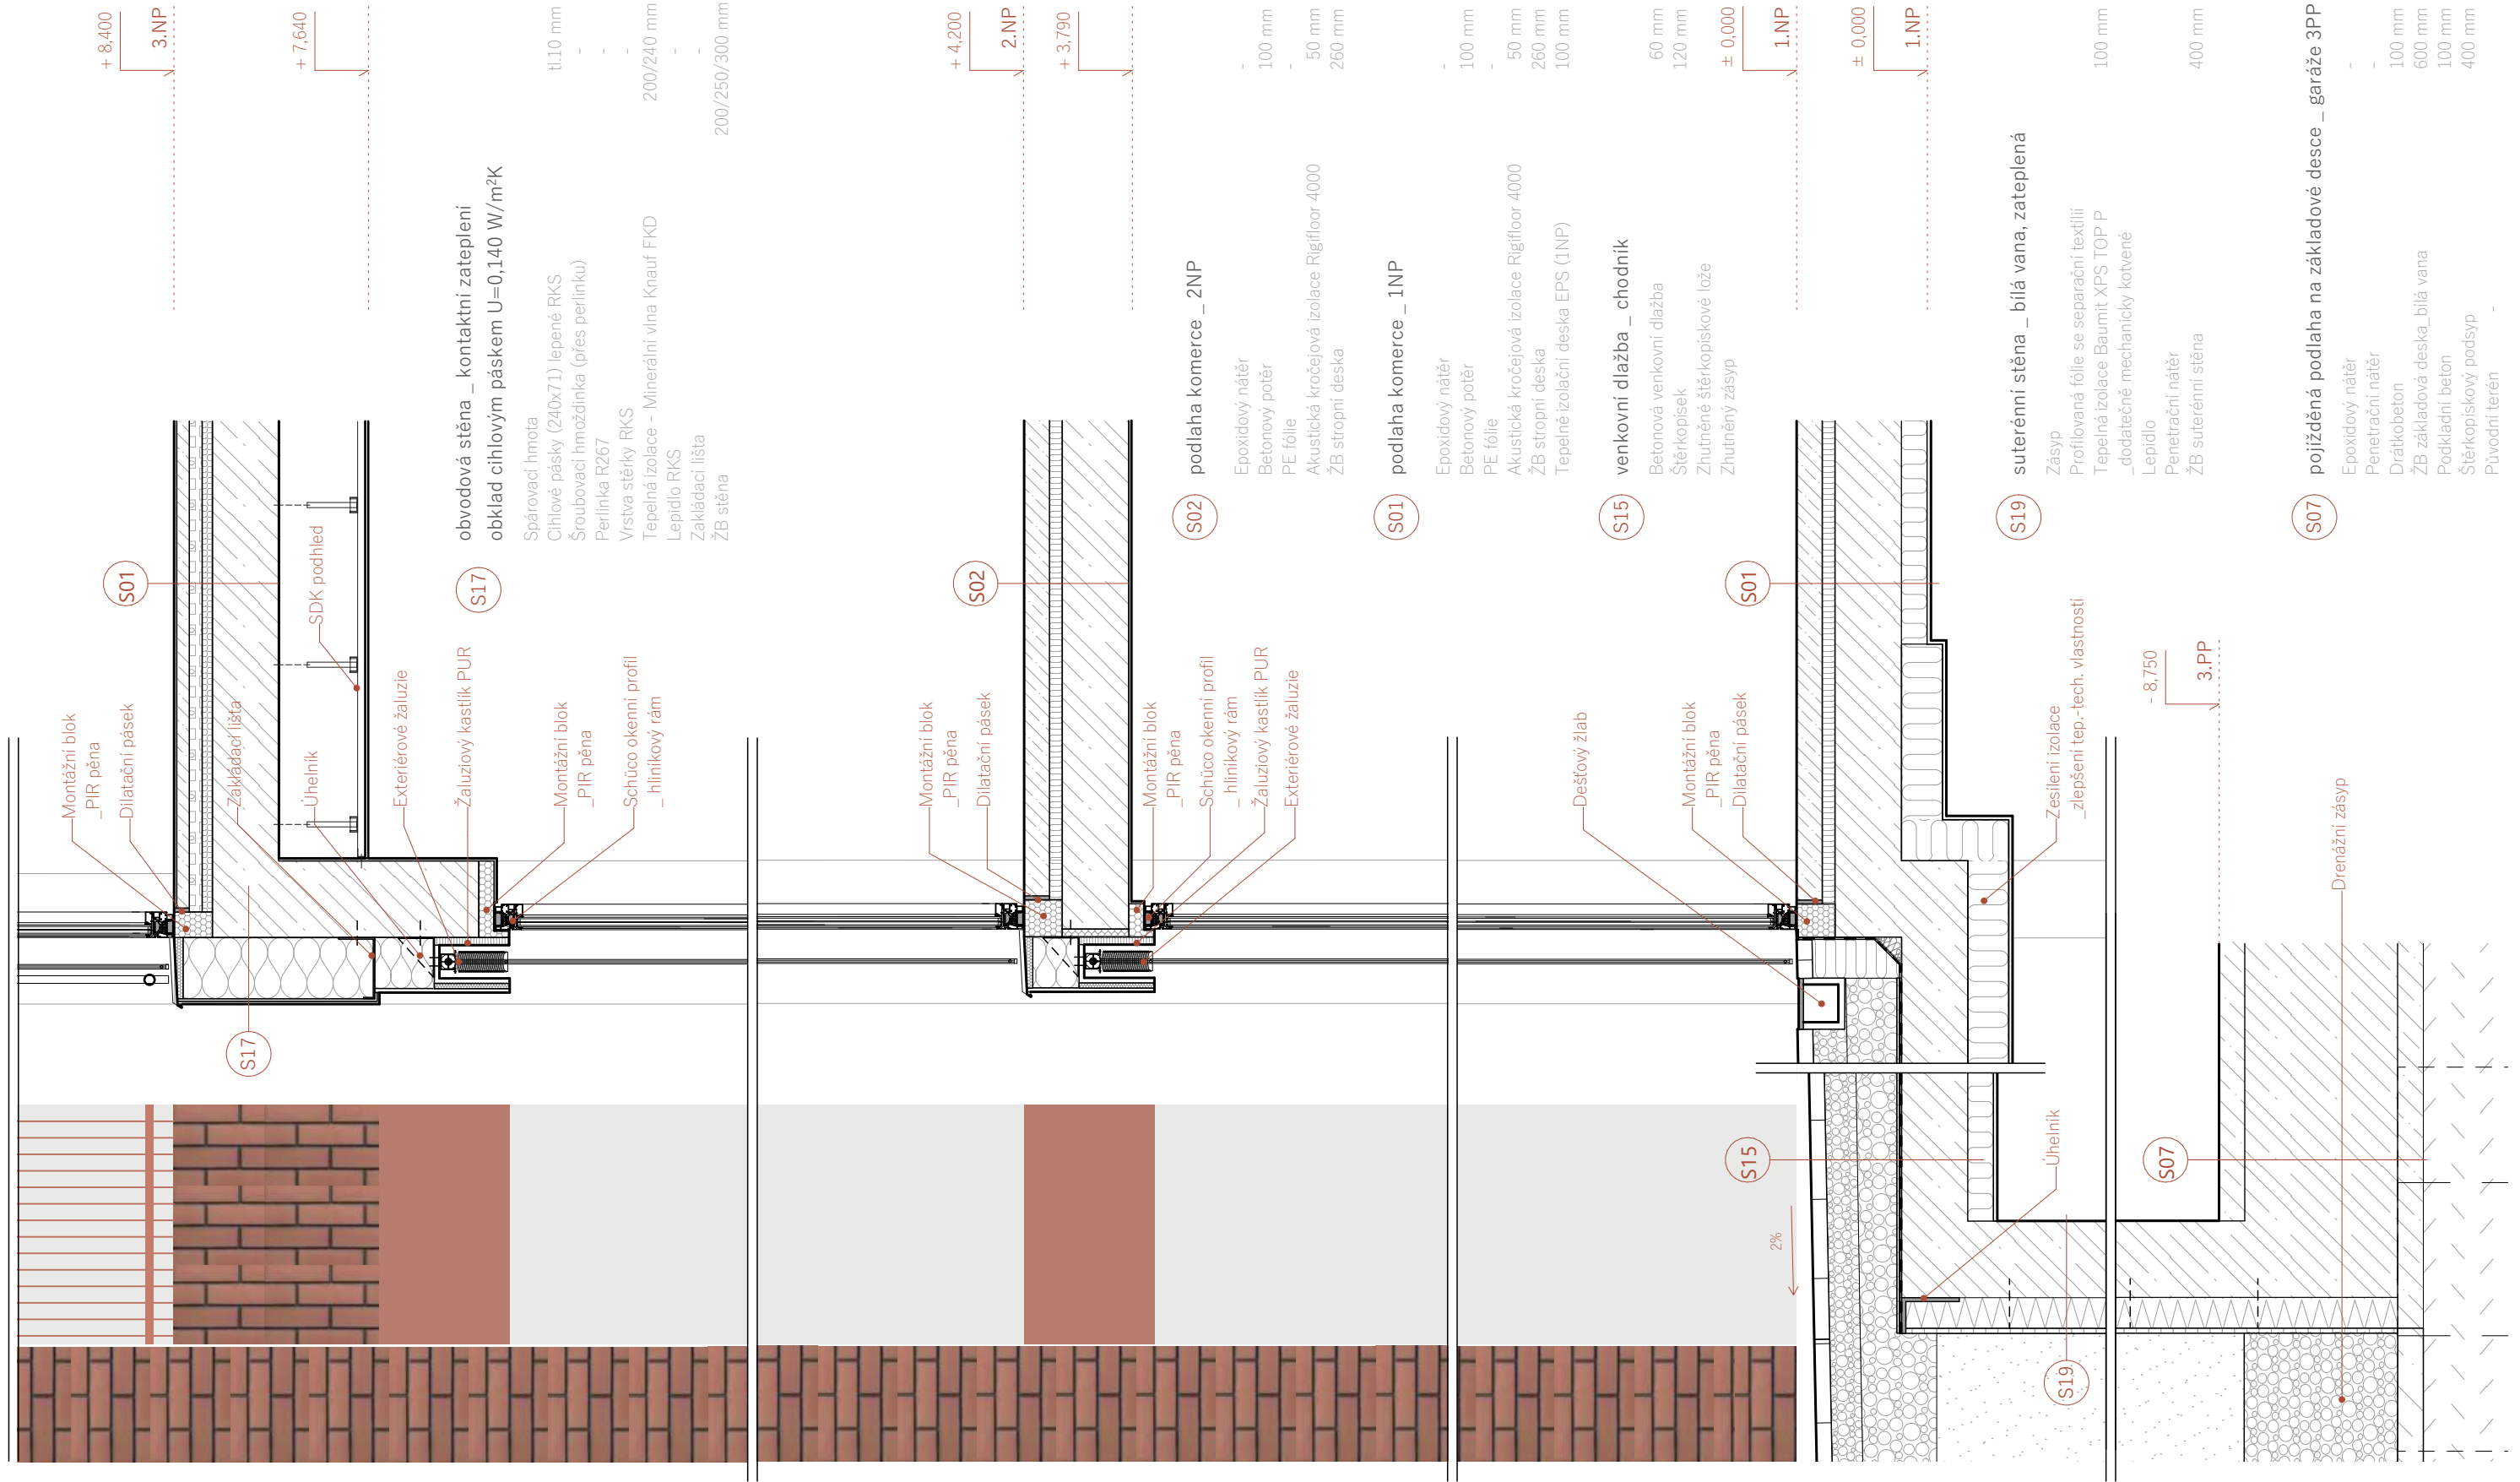 + 8,400
3.NP
+ 7,640
S01
SDK podhled
Montážní blok
_PIR pěna
Dilatační pásek
Zakládací lišta
Úhelník
Exteriérové žaluzie
Žaluziový kastlík PUR
Montážní blok
_PIR pěna
Schüco okenní profil
_ hliníkový rám
S17
S17
obvodová stěna _ kontaktní zateplení
obklad cihlovým páskem U=0,140 W/m²K
Spárovací hmota
Cihlové pásky (240x71) lepené RKS tl.10 mm
Šroubovací hmoždinka (přes perlinku) -
Perlinka R267 -
Vrstva stěrky RKS -
Tepelná izolace - Minerální vlna Knauf FKD 200/240 mm
Lepidlo RKS -
Zakládací lišta -
ŽB stěna 200/250/300 mm
+ 4,200
2.NP
+ 3,790
S02
Montážní blok
_PIR pěna
Dilatační pásek
Montážní blok
_PIR pěna
Schüco okenní profil
_ hliníkový rám
Žaluziový kastlík PUR
Exteriérové žaluzie
S02 podlaha komerce _ 2NP
Epoxidový nátěr -
Betonový potěr 100 mm
PE fólie -
Akustická kročejová izolace Rigifloor 4000 50 mm
ŽB stropní deska 260 mm
S01 podlaha komerce _ 1NP
Epoxidový nátěr -
Betonový potěr 100 mm
PE fólie -
Akustická kročejová izolace Rigifloor 4000 50 mm
ŽB stropní deska 260 mm
Tepelně izolační deska EPS (1NP) 100 mm
S15 venkovní dlažba _ chodník
Betonová venkovní dlažba 60 mm
Štěrkopísek 120 mm
Zhutněné štěrkopískové lože
Zhutněný zásyp
± 0,000
1.NP
± 0,000
1.NP
S01
Dešťový žlab
Montážní blok
_PIR pěna
Dilatační pásek
Zesílení izolace
_zlepšení tep.-tech. vlastností
- 8,750
3.PP
Drenážní zásyp
S15
2%
Úhelník
S07
S19
S19 suterénní stěna _ bílá vana, zateplená
Zásyp
Profilovaná fólie se separační textílií
Tepelná izolace Baumit XPS TOP P 100 mm
_dodatečně mechanicky kotvené
Lepidlo
Penetrační nátěr
ŽB suterénní stěna 400 mm
S07 pojížděná podlaha na základové desce _ garáže 3PP
Epoxidový nátěr -
Penetrační nátěr -
Drátkobeton 100 mm
ŽB základová deska_bílá vana 600 mm
Podkladní beton 100 mm
Štěrkopískový podsyp 400 mm
Původní terén -